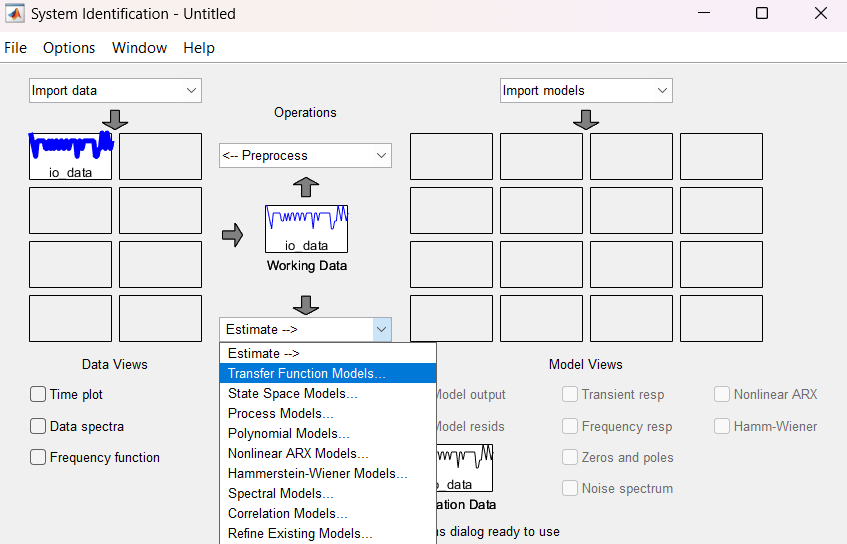 System Identification - Untitled
File Options Window Help
Import data
Import models
Operations
<-- Preprocess
io_data
io_data
Working Data
Estimate -->
Estimate -->
Transfer Function Models...
State Space Models...
Process Models...
Polynomial Models...
Nonlinear ARX Models...
Hammerstein-Wiener Models...
Spectral Models...
Correlation Models...
Refine Existing Models...
Data Views
Time plot
Data spectra
Frequency function
Model Views
Model output
Transient resp
Nonlinear ARX
Model resids
Frequency resp
Hamm-Wiener
Zeros and poles
Noise spectrum
o_data
ation Data
s dialog ready to use